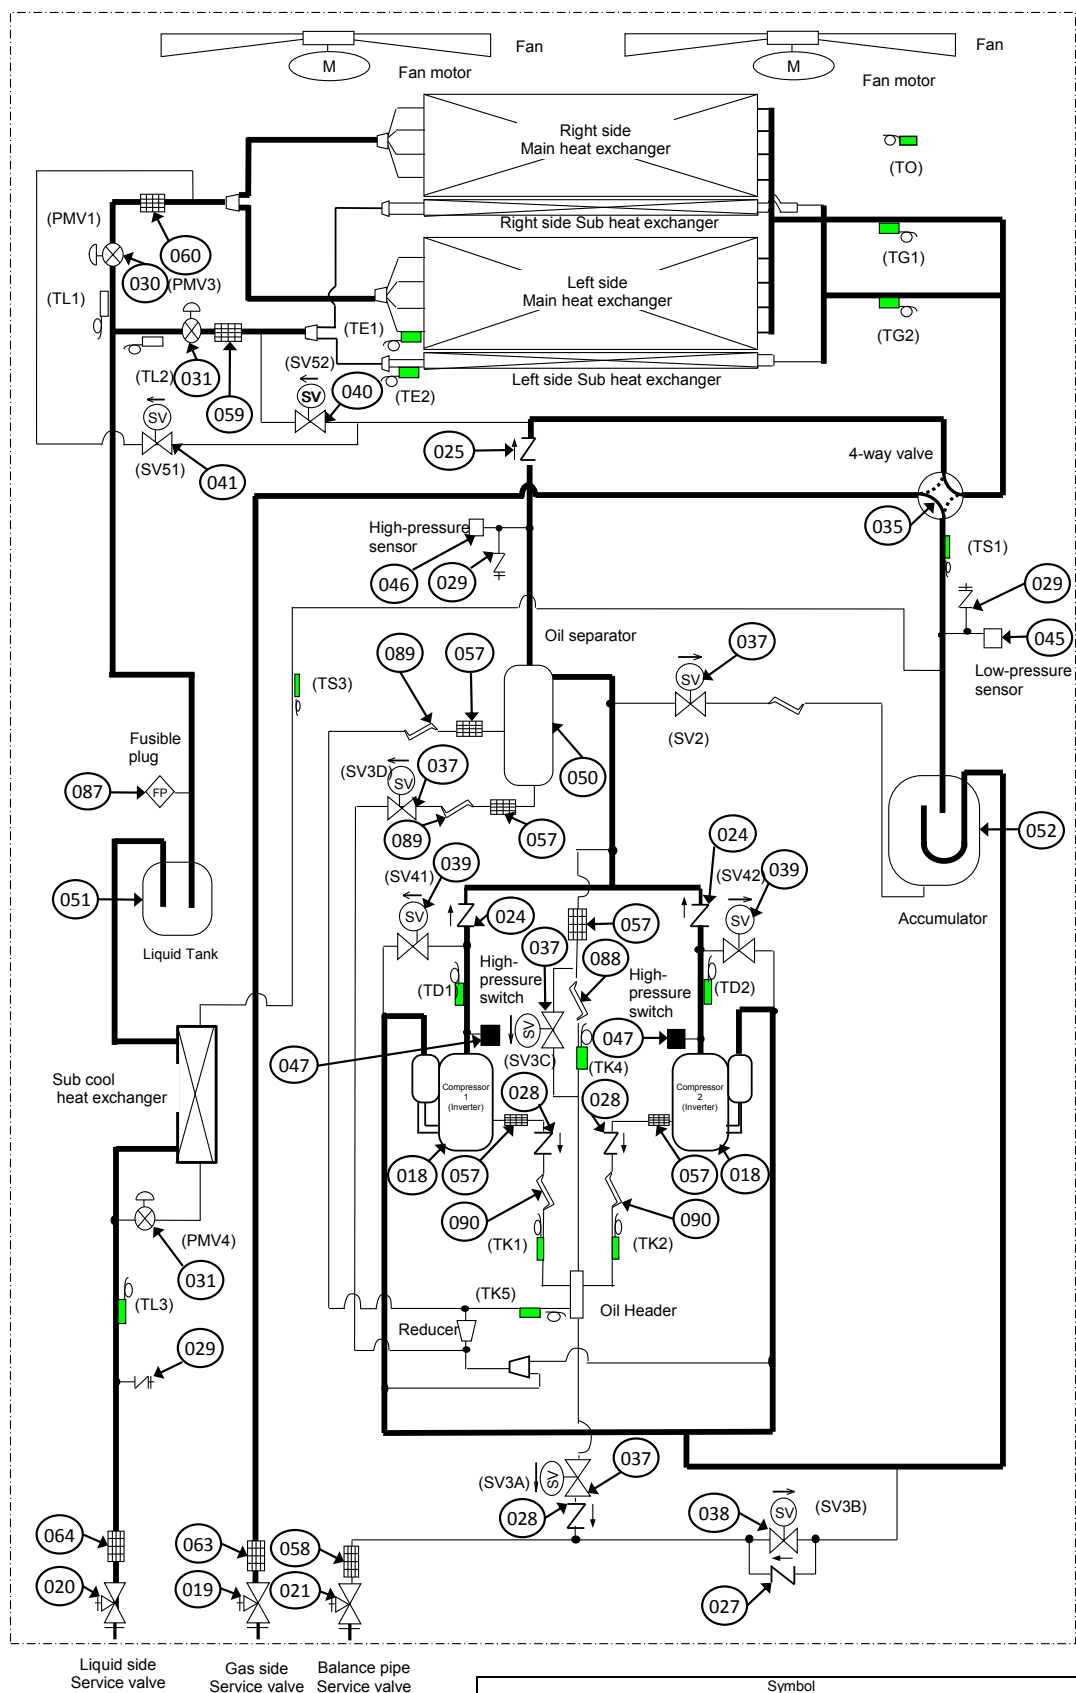 Fan
Fan
M
M
Fan motor
Fan motor
Right side
Main heat exchanger
(TO)
(PMV1)
Right side Sub heat exchanger
060
(TG1)
030
(PMV3)
Left side
Main heat exchanger
(TL1)
(TE1)
(TG2)
(SV52)
Left side Sub heat exchanger
(TL2)
031
(TE2)
040
SV
059
SV
025
4-way valve
(SV51)
041
035
High-pressure
sensor
(TS1)
046
029
029
Oil separator
037
045
089
057
Low-pressure
sensor
(TS3)
SV
Fusible
plug
(SV2)
(SV3D)
037
050
SV
087
FP
052
089
057
024
039
(SV41)
(SV42)
039
051
SV
024
SV
057
Accumulator
Liquid Tank
037
088
High-
pressure
switch
High-
pressure
switch
(TD1)
(TD2)
SV
047
(SV3C)
047
(TK4)
Sub cool
heat exchanger
Compressor
1
(Inverter)
028
028
Compressor
2
(Inverter)
018
057
057
018
090
090
(PMV4)
(TK1)
(TK2)
031
(TL3)
(TK5)
Oil Header
Reducer
029
037
(SV3A)
SV
028
038
SV
(SV3B)
064
063
058
020
019
021
027
Liquid side
Service valve
Gas side
Service valve
Balance pipe
Service valve
Symbol